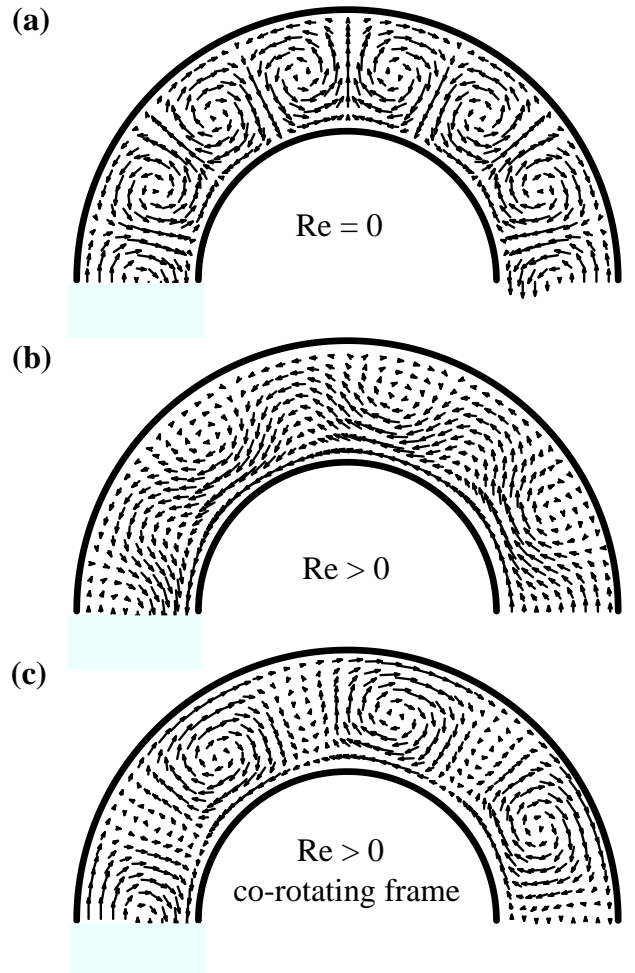 (a)
Re = 0
(b)
Re > 0
(c)
Re > 0
co-rotating frame